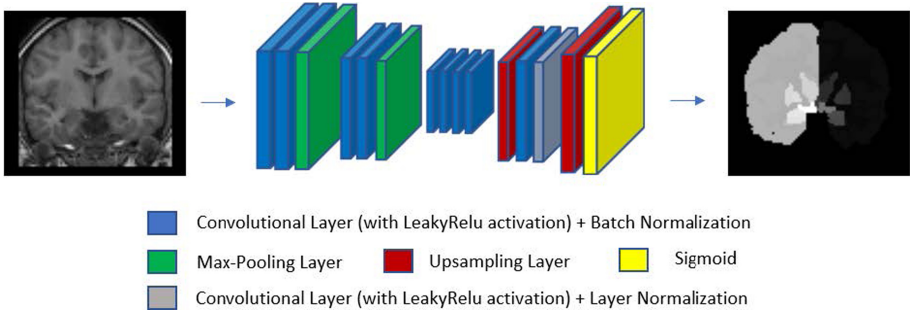 Convolutional Layer (with LeakyRelu activation) + Batch Normalization
Max-Pooling Layer Upsampling Layer Sigmoid
Convolutional Layer (with LeakyRelu activation) + Layer Normalization